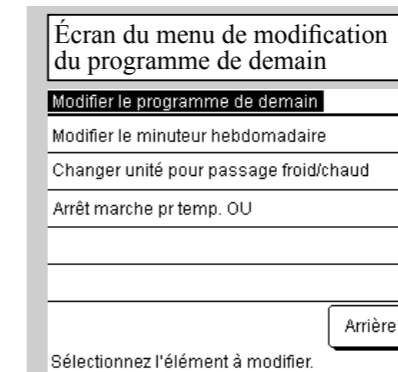 Écran du menu de modification
du programme de demain
Modifier le programme de demain
Modifier le minuteur hebdomadaire
Changer unité pour passage froid/chaud
Arrêt marche pr temp. OU
Arrière
Sélectionnez l'élément à modifier.